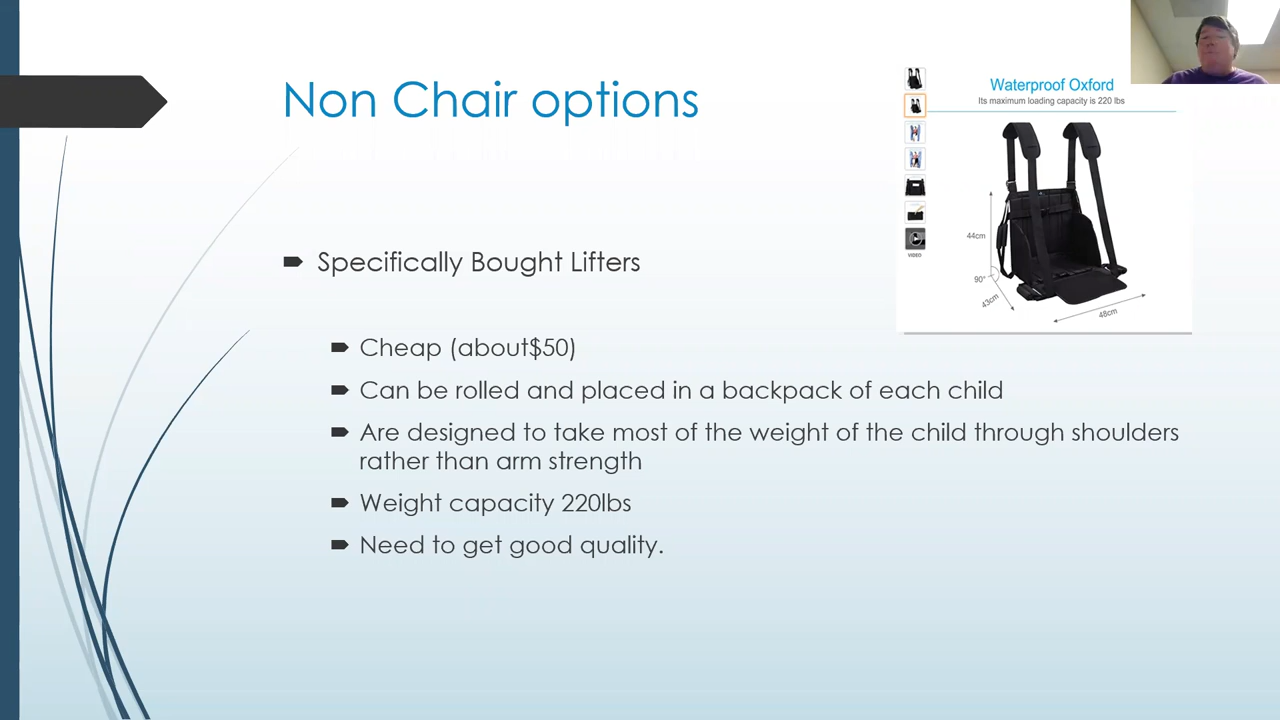 Non Chair options
Waterproof Oxford
Its maximum loading capacity is 220 lbs
VIDEO
44cm
90°
43cm
48cm
Specifically Bought Lifters
Cheap (about$50)
Can be rolled and placed in a backpack of each child
Are designed to take most of the weight of the child through shoulders
rather than arm strength
Weight capacity 220lbs
Need to get good quality.